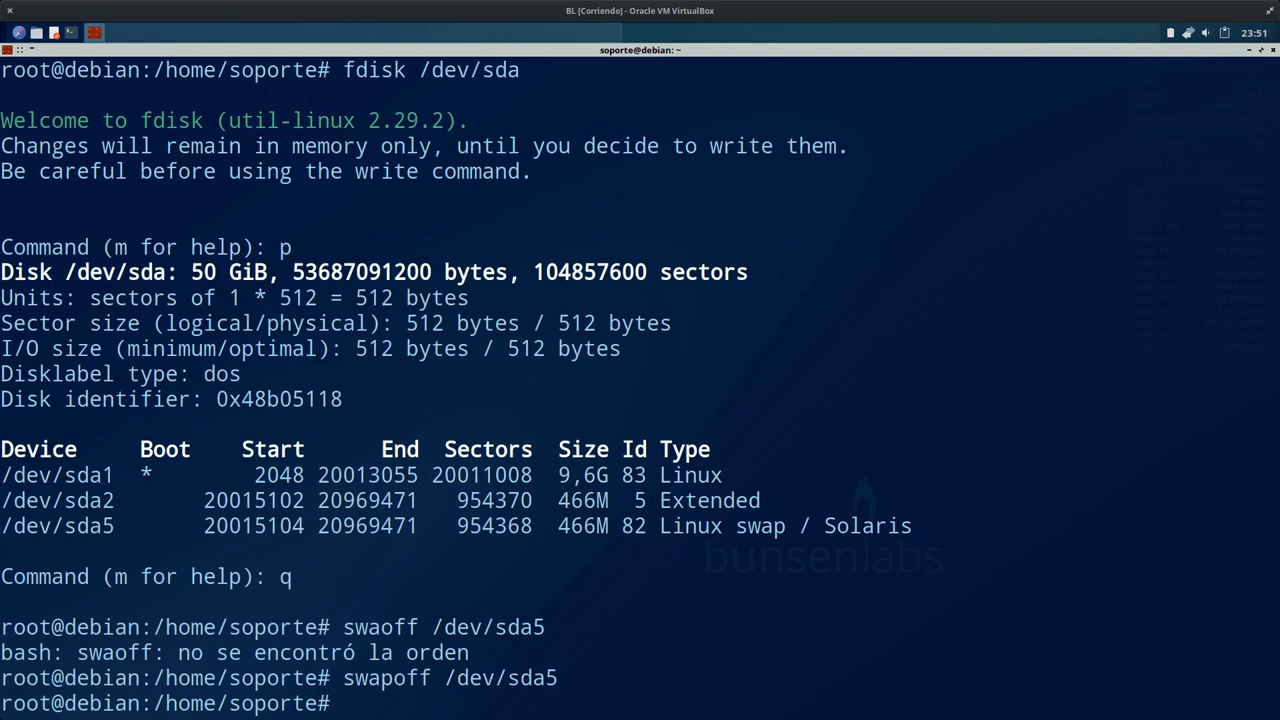 BL [Corriendo] - Oracle VM VirtualBox
23:51
soporte@debian: ~
root@debian:/home/soporte# fdisk /dev/sda
Welcome to fdisk (util-linux 2.29.2).
Changes will remain in memory only, until you decide to write them.
Be careful before using the write command.
Command (m for help): p
Disk /dev/sda: 50 GiB, 53687091200 bytes, 104857600 sectors
Units: sectors of 1 * 512 = 512 bytes
Sector size (logical/physical): 512 bytes / 512 bytes
I/O size (minimum/optimal): 512 bytes / 512 bytes
Disklabel type: dos
Disk identifier: 0x48b05118
Device Boot Start End Sectors Size Id Type
/dev/sda1 * 2048 20013055 20011008 9,6G 83 Linux
/dev/sda2 20015102 20969471 954370 466M 5 Extended
/dev/sda5 20015104 20969471 954368 466M 82 Linux swap / Solaris
bunsenlabs
Command (m for help): q
root@debian:/home/soporte# swaoff /dev/sda5
bash: swaoff: no se encontró la orden
root@debian:/home/soporte# swapoff /dev/sda5
root@debian:/home/soporte#